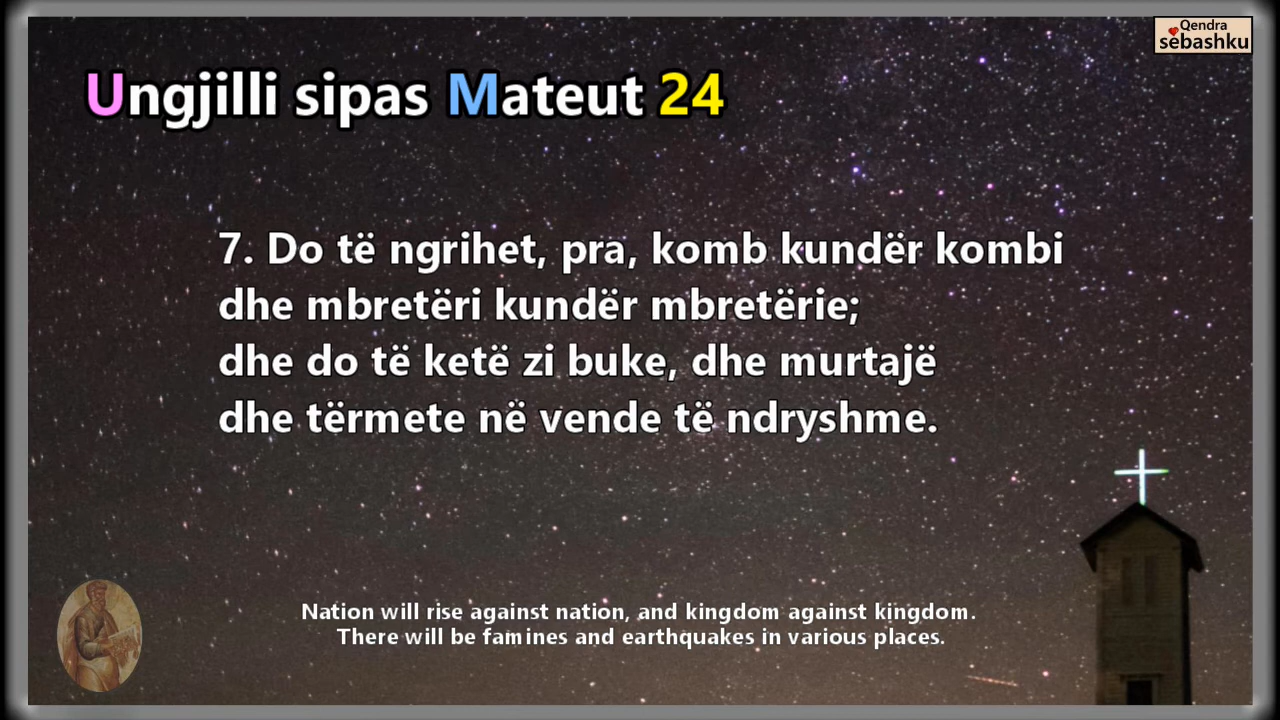 Qendra
sëbashku
Ungjilli sipas Mateut 24
7. Do të ngrihet, pra, komb kundër kombi
dhe mbretëri kundër mbretërie;
dhe do të ketë zi buke, dhe murtajë
dhe tërmete në vende të ndryshme.
Nation will rise against nation, and kingdom against kingdom.
There will be famines and earthquakes in various places.